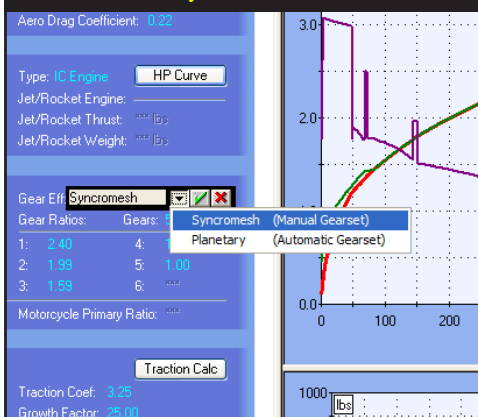 Aero Drag Coefficient: 0.22
Type: IC Engine HP Curve
Jet/Rocket Engine:
Jet/Rocket Thrust: *** lbs
Jet/Rocket Weight: *** lbs
Gear Eff: Syncromesh
Gear Ratios: Gears:
Syncromesh (Manual Gearset)
Planetary (Automatic Gearset)
1: 2.40 4:
2: 1.99 5: 1.00
3: 1.59 6: ***
Motorcycle Primary Ratio: ***
Traction Calc
Traction Coef: 3.25
Growth Factor: 25.00
3.0
2.0
0.0
0 100 200
1000
lbs